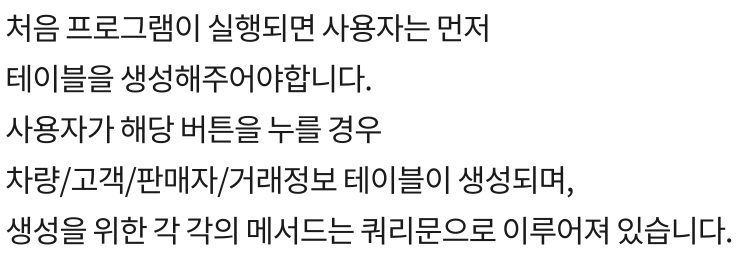 처음 프로그램이 실행되면 사용자는 먼저
테이블을 생성해주어야합니다.
사용자가 해당 버튼을 누를 경우
차량/고객/판매자/거래정보 테이블이 생성되며,
생성을 위한 각 각의 메서드는 쿼리문으로 이루어져 있습니다.